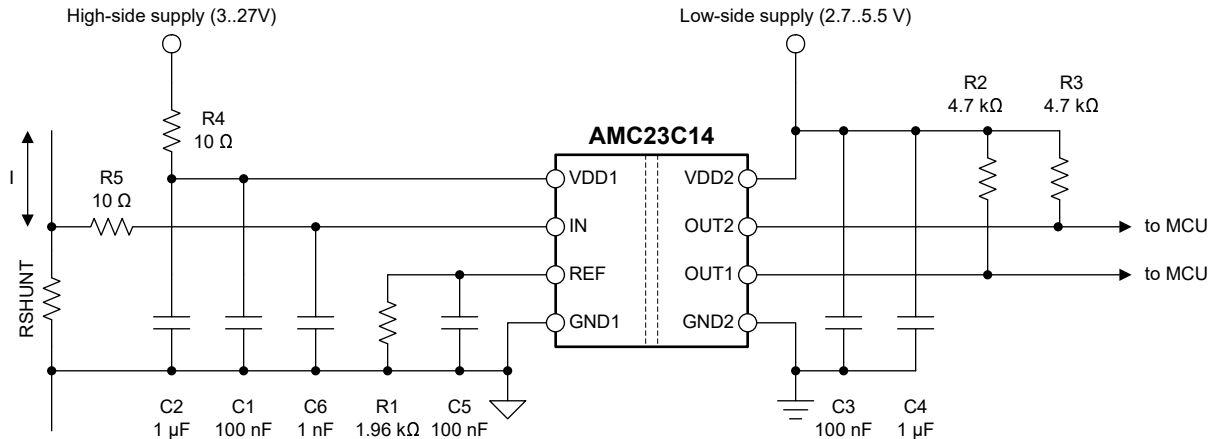 High-side supply (3..27V)
Low-side supply (2.7..5.5 V)
R4
10 Ω
R2
4.7 kΩ
R3
4.7 kΩ
AMC23C14
I
R5
10 Ω
VDD1
VDD2
IN
OUT2
to MCU
REF
OUT1
to MCU
RSHUNT
GND1
GND2
C2
1 µF
C1
100 nF
C6
1 nF
R1
1.96 kΩ
C5
100 nF
C3
100 nF
C4
1 µF